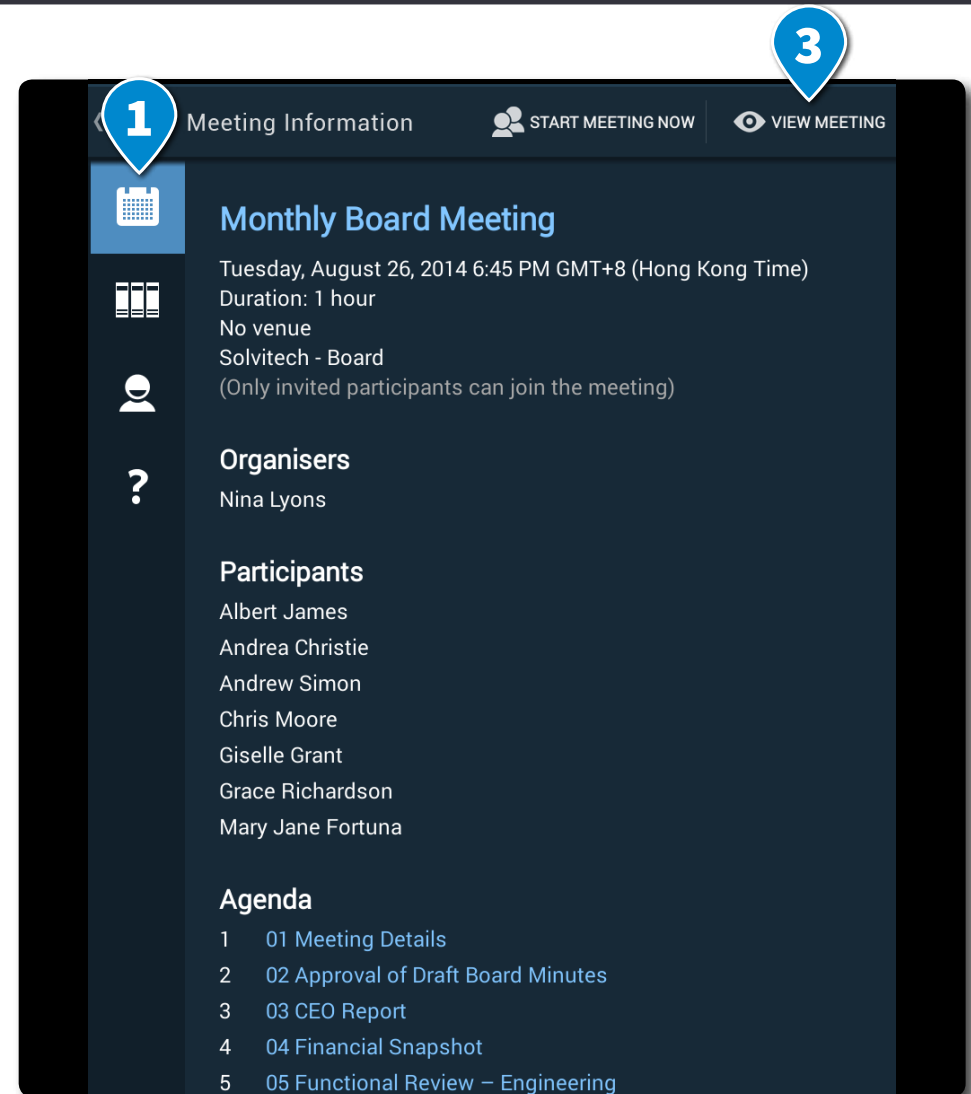 3
1
Meeting Information START MEETING NOW VIEW MEETING
Monthly Board Meeting
Tuesday, August 26, 2014 6:45 PM GMT+8 (Hong Kong Time)
Duration: 1 hour
No venue
Solvitech - Board
(Only invited participants can join the meeting)
?
Organisers
Nina Lyons
Participants
Albert James
Andrea Christie
Andrew Simon
Chris Moore
Giselle Grant
Grace Richardson
Mary Jane Fortuna
Agenda
1 01 Meeting Details
2 02 Approval of Draft Board Minutes
3 03 CEO Report
4 04 Financial Snapshot
5 05 Functional Review – Engineering